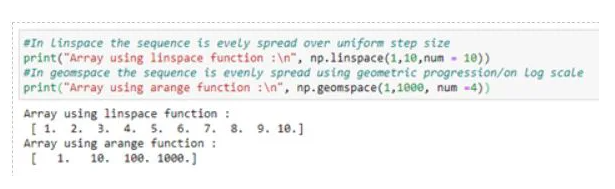 #In linspace the sequence is evely spread over uniform step size
print("Array using linspace function :\n", np.linspace(1,10,num = 10))
#In geomspace the sequence is evenly spread using geometric progression/on log scale
print("Array using arange function :\n", np.geomspace(1,1000, num =4))
Array using linspace function :
[ 1. 2. 3. 4. 5. 6. 7. 8. 9. 10.]
Array using arange function :
[ 1. 10. 100. 1000.]